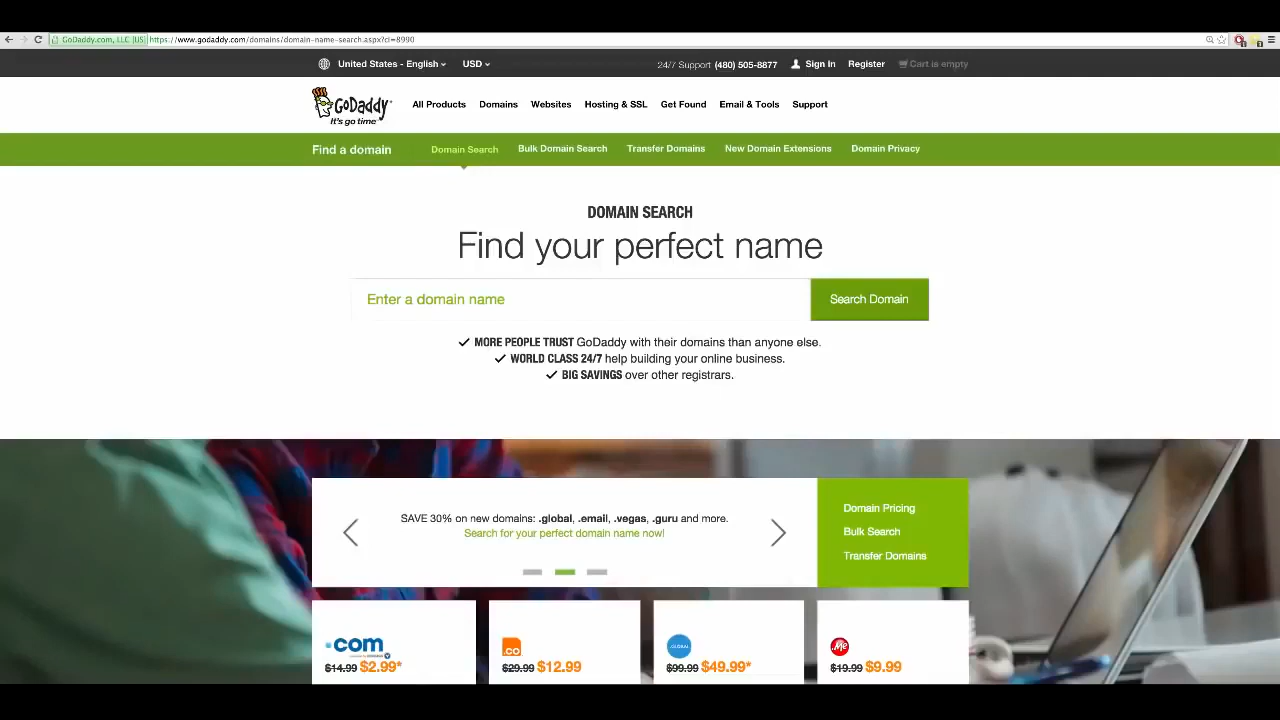 GoDaddy.com, LLC [US] https://www.godaddy.com/domains/domain-name-search.aspx?ci=8990
United States - English USD 24/7 Support (480) 505-8877 Sign In Register Cart is empty
GoDaddy
It's go time
All Products Domains Websites Hosting & SSL Get Found Email & Tools Support
Find a domain Domain Search Bulk Domain Search Transfer Domains New Domain Extensions Domain Privacy
DOMAIN SEARCH
Find your perfect name
Enter a domain name Search Domain
MORE PEOPLE TRUST GoDaddy with their domains than anyone else.
WORLD CLASS 24/7 help building your online business.
BIG SAVINGS over other registrars.
SAVE 30% on new domains: .global, .email, .vegas, .guru and more.
Search for your perfect domain name now!
Domain Pricing
Bulk Search
Transfer Domains
.com
$14.99 $2.99*
.co
$29.99 $12.99
.GLOBAL
$99.99 $49.99*
.Me
$19.99 $9.99